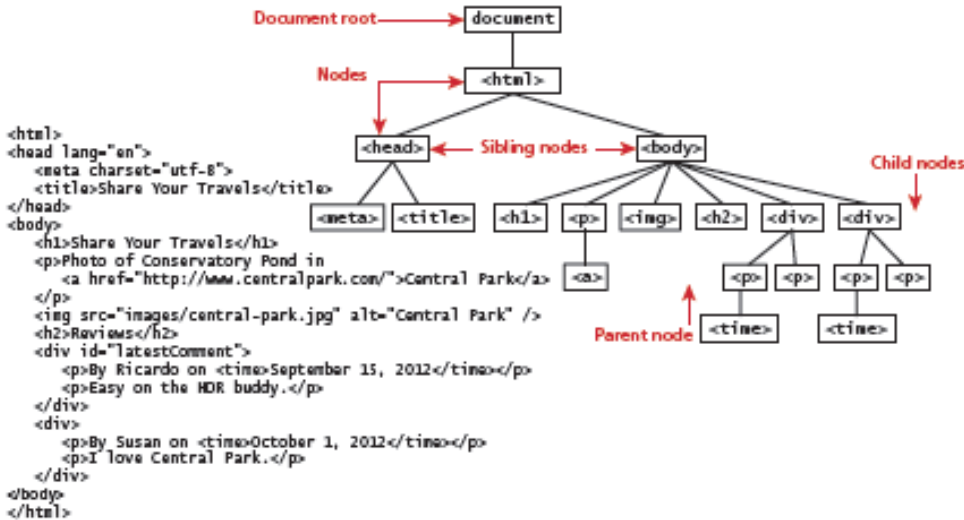 Document root
document
Nodes
<html>
<head>
Sibling nodes
<body>
Child nodes
<meta>
<title>
<h1>
<p>
<img>
<h2>
<div>
<div>
<a>
<p>
<p>
<p>
<p>
Parent node
<time>
<time>
<html>
<head lang="en">
<meta charset="utf-8">
<title>Share Your Travels</title>
</head>
<body>
<h1>Share Your Travels</h1>
<p>Photo of Conservatory Pond in
<a href="http://www.centralpark.com/">Central Park</a>
</p>
<img src="images/central-park.jpg" alt="Central Park" />
<h2>Reviews</h2>
<div id="latestComment">
<p>By Ricardo on <time>September 15, 2012</time></p>
<p>Easy on the HDR buddy.</p>
</div>
<div>
<p>By Susan on <time>October 1, 2012</time></p>
<p>I love Central Park.</p>
</div>
</body>
</html>